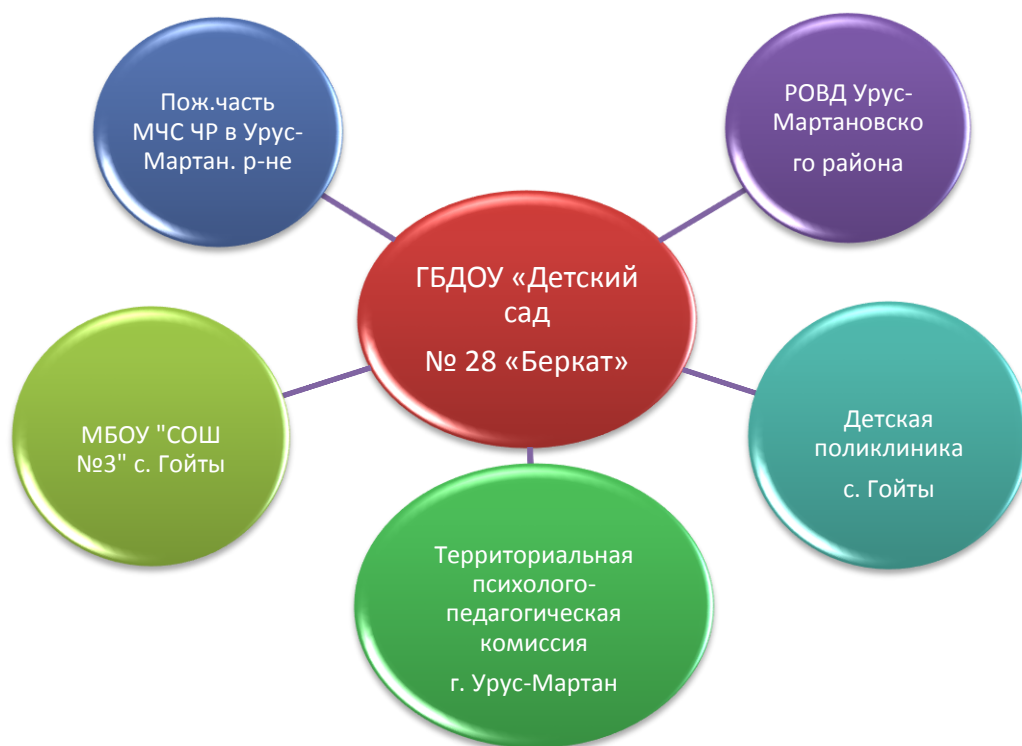 Пож.часть
МЧС ЧР в Урус-
Мартан. р-не
РОВД Урус-
Мартановско
го района
ГБДОУ «Детский
сад
№ 28 «Беркат»
МБОУ "СОШ
№3" с. Гойты
Детская
поликлиника
с. Гойты
Территориальная
психолого-
педагогическая
комиссия
г. Урус-Мартан